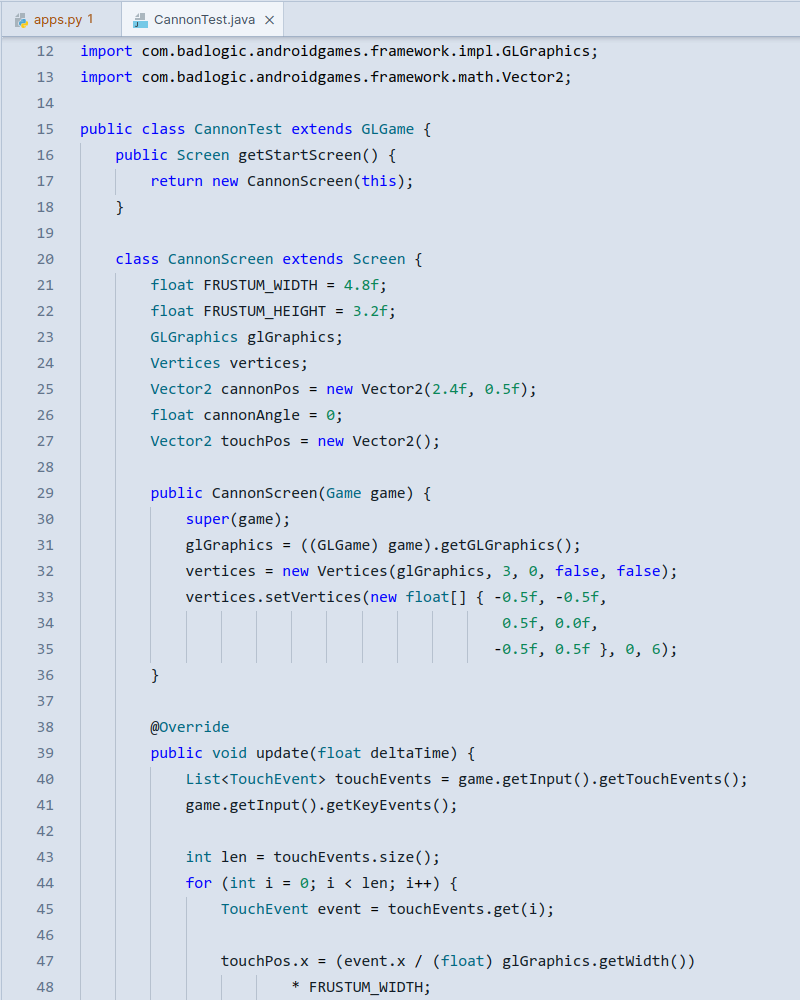 apps.py 1 CannonTest.java ×
12 import com.badlogic.androidgames.framework.impl.GLGraphics;
13 import com.badlogic.androidgames.framework.math.Vector2;
14
15 public class CannonTest extends GLGame {
16     public Screen getStartScreen() {
17         return new CannonScreen(this);
18     }
19
20     class CannonScreen extends Screen {
21         float FRUSTUM_WIDTH = 4.8f;
22         float FRUSTUM_HEIGHT = 3.2f;
23         GLGraphics glGraphics;
24         Vertices vertices;
25         Vector2 cannonPos = new Vector2(2.4f, 0.5f);
26         float cannonAngle = 0;
27         Vector2 touchPos = new Vector2();
28
29         public CannonScreen(Game game) {
30             super(game);
31             glGraphics = ((GLGame) game).getGLGraphics();
32             vertices = new Vertices(glGraphics, 3, 0, false, false);
33             vertices.setVertices(new float[] { -0.5f, -0.5f,
34                                                 0.5f, 0.0f,
35                                                -0.5f, 0.5f }, 0, 6);
36         }
37
38         @Override
39         public void update(float deltaTime) {
40             List<TouchEvent> touchEvents = game.getInput().getTouchEvents();
41             game.getInput().getKeyEvents();
42
43             int len = touchEvents.size();
44             for (int i = 0; i < len; i++) {
45                 TouchEvent event = touchEvents.get(i);
46
47                 touchPos.x = (event.x / (float) glGraphics.getWidth())
48                         * FRUSTUM_WIDTH;